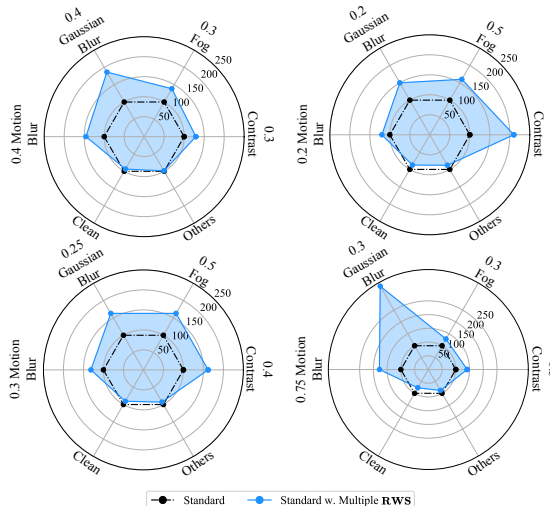 0.4
Gaussian
Blur
0.3
Fog
250
200
150
100
50
0.4 Motion
Blur
Contrast
0.3
Clean
Others
0.2
Gaussian
Blur
0.5
Fog
250
200
150
100
50
0.2 Motion
Blur
Contrast
Clean
Others
0.25
Gaussian
Blur
0.5
Fog
250
200
150
100
50
0.3 Motion
Blur
Contrast
0.4
Clean
Others
0.3
Gaussian
Blur
0.3
Fog
250
200
150
100
50
0.75 Motion
Blur
Contrast
Clean
Others
Standard
Standard w. Multiple RWS